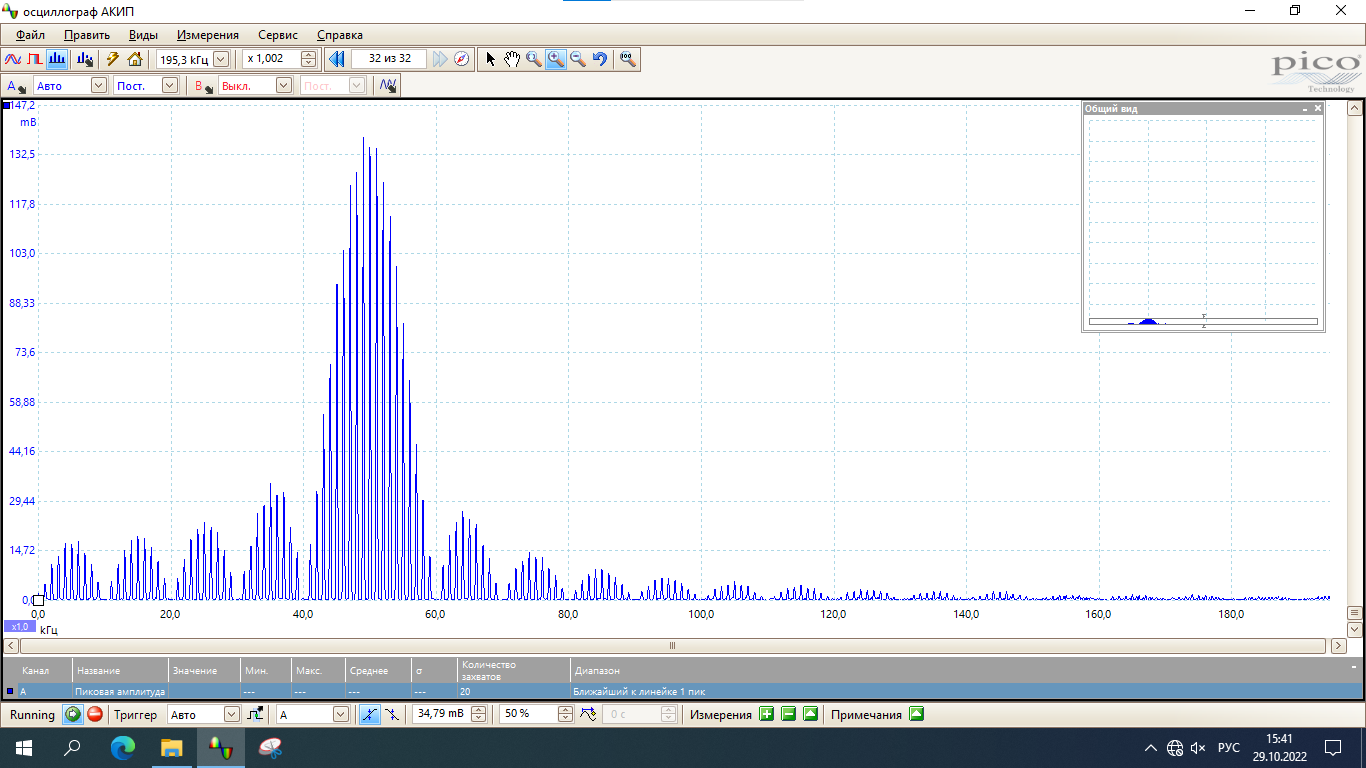 осциллограф АКИП
Файл Править Виды Измерения Сервис Справка
195,3 кГц x 1,002 32 из 32
A Авто Пост. B Выкл. Пост.
pico
Technology
147,2
mB
132,5
117,8
103,0
88,33
73,6
58,88
44,16
29,44
14,72
0,0
Общий вид
0,0 20,0 40,0 60,0 80,0 100,0 120,0 140,0 160,0 180,0
x1,0 кГц
Канал Название Значение Мин. Макс. Среднее σ Количество захватов Диапазон
A Пиковая амплитуда --- --- --- --- 20 Ближайший к линейке 1 пик
Running Триггер Авто A 34,79 mB 50 % 0 с Измерения Примечания
РУС
15:41
29.10.2022